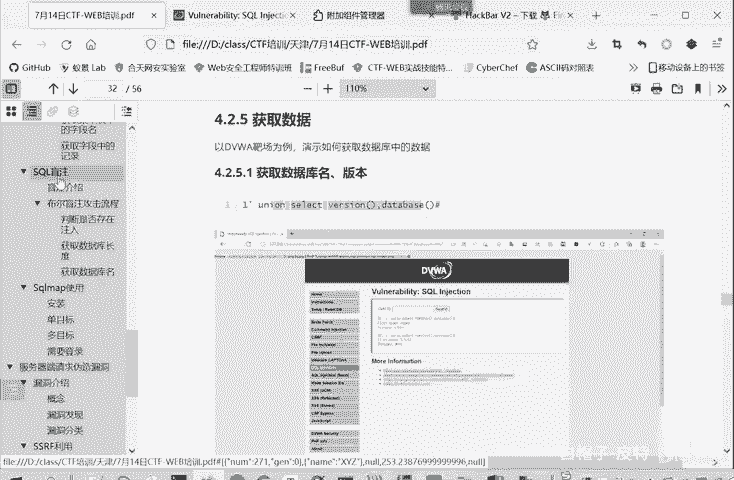 7月14日CTF-WEB培训.pdf
Vulnerability: SQL Injectio
附加组件管理器
HackBar V2 – 下载
file:///D:/class/CTF培训/天津/7月14日CTF-WEB培训.pdf
GitHub
蚁景 Lab
合天网安实验室
Web安全工程师特训班
FreeBuf
CTF-WEB实战技能特...
CyberChef
ASCII码对照表
移动设备上的书签
32 / 56
110%
的字段名
获取字段中的
记录
SQL盲注
盲注介绍
布尔盲注攻击流程
判断是否存在
注入
获取数据库长
度
获取数据库名
Sqlmap使用
安装
单目标
多目标
需要登录
服务器端请求伪造漏洞
漏洞介绍
概念
漏洞发现
漏洞分类
SSRF利用
4.2.5 获取数据
以DVWA靶场为例，演示如何获取数据库中的数据
4.2.5.1 获取数据库名、版本
1 1' union select version(),database()#
DVWA
Vulnerability: SQL Injection
More Information
file:///D:/class/CTF培训/天津/7月14日CTF-WEB培训.pdf#[{"num":271,"gen":0},{"name":"XYZ"},null,253.23876999999996,null]